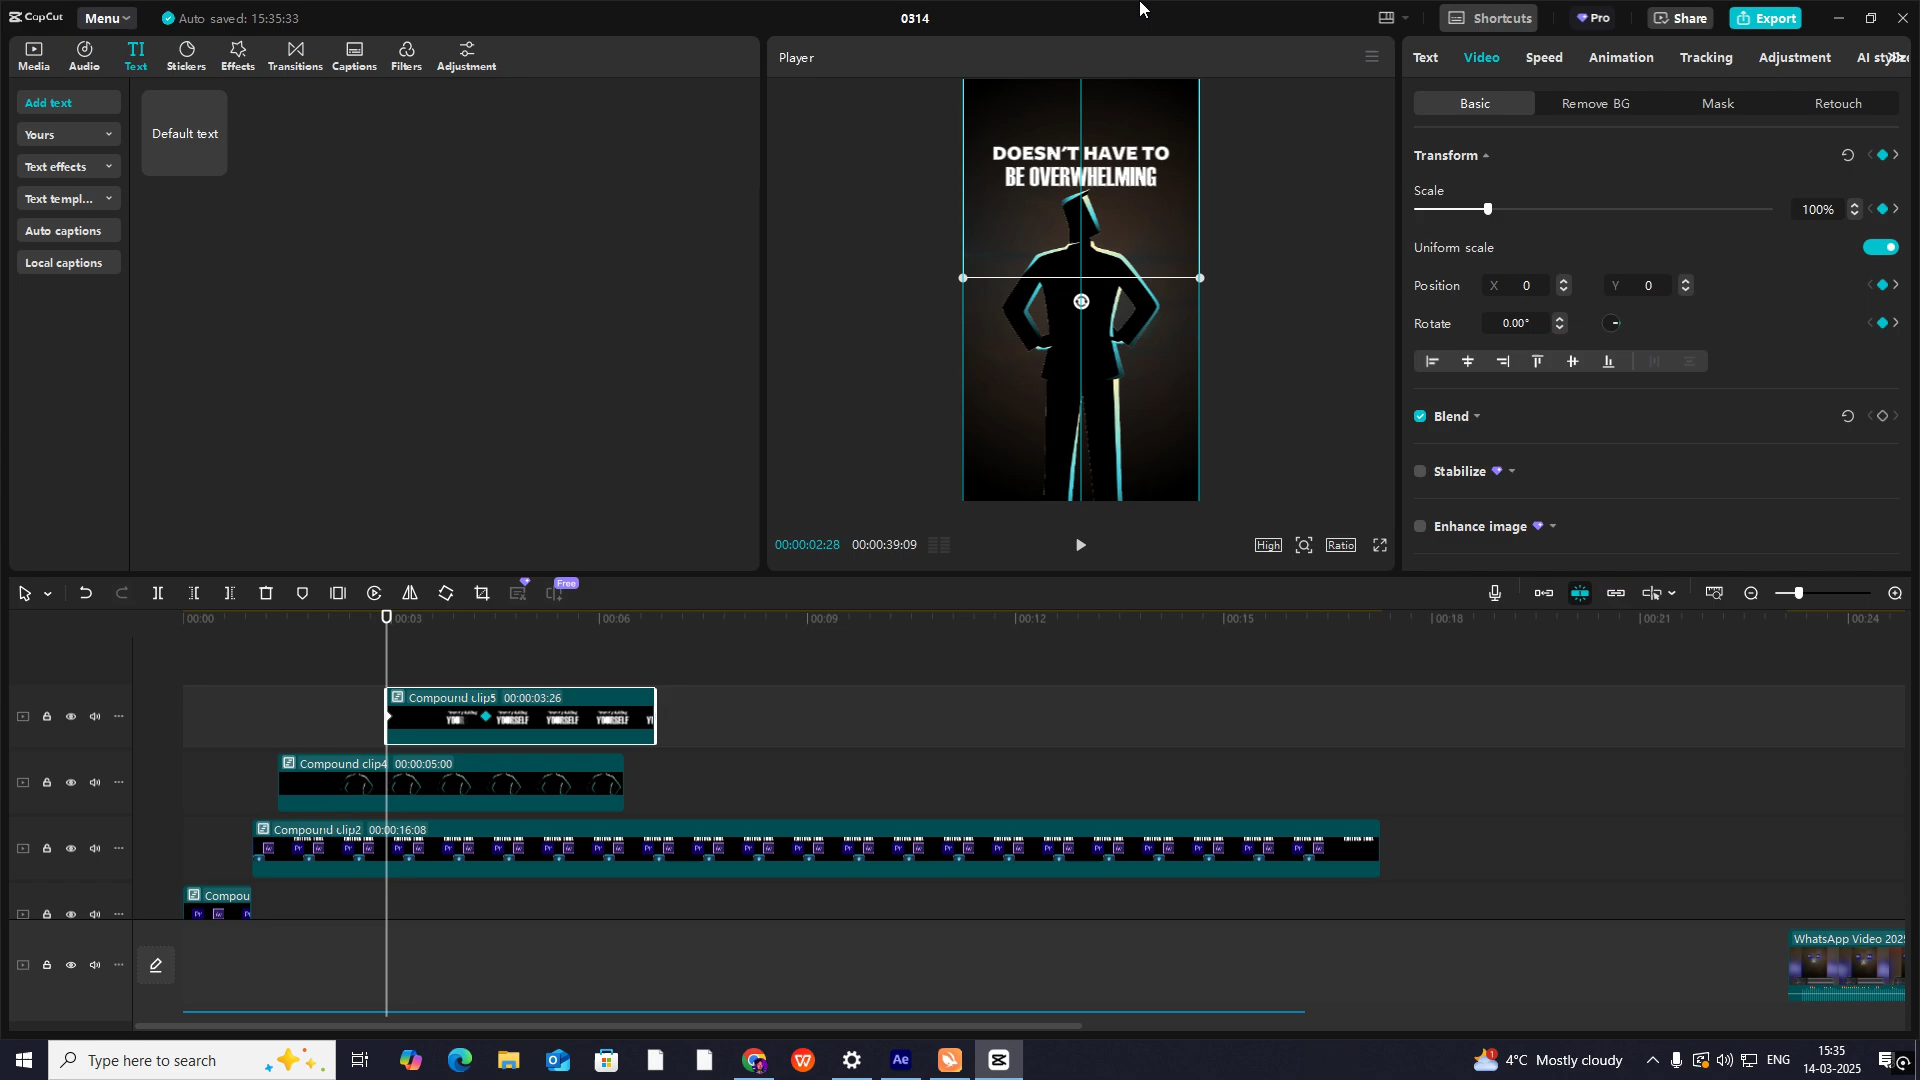 CapCut
Menu
Auto saved: 15:35:33
0314
Shortcuts
Pro
Share
Export
Media
Audio
TI
Text
Stickers
Effects
Transitions
Captions
Filters
Adjustment
Add text
Yours
Text effects
Text templ...
Auto captions
Local captions
Default text
Player
DOESN'T HAVE TO
BE OVERWHELMING
00:00:02:28
00:00:39:09
High
Ratio
Text
Video
Speed
Animation
Tracking
Adjustment
Basic
Remove BG
Mask
Retouch
Transform
Scale
100%
Uniform scale
Position
X 0
Y 0
Rotate
0.00°
Blend
Stabilize
Enhance image
Free
00:00
00:03
00:06
00:09
00:12
00:15
00:18
00:21
00:24
Compound clip5 00:00:03:26
YOURSELF
YOURSELF
YOURSELF
Compound clip4 00:00:05:00
Compound clip2 00:00:16:08
Compou
WhatsApp Video 202
Type here to search
Ae
4°C Mostly cloudy
ENG
15:35
14-03-2025